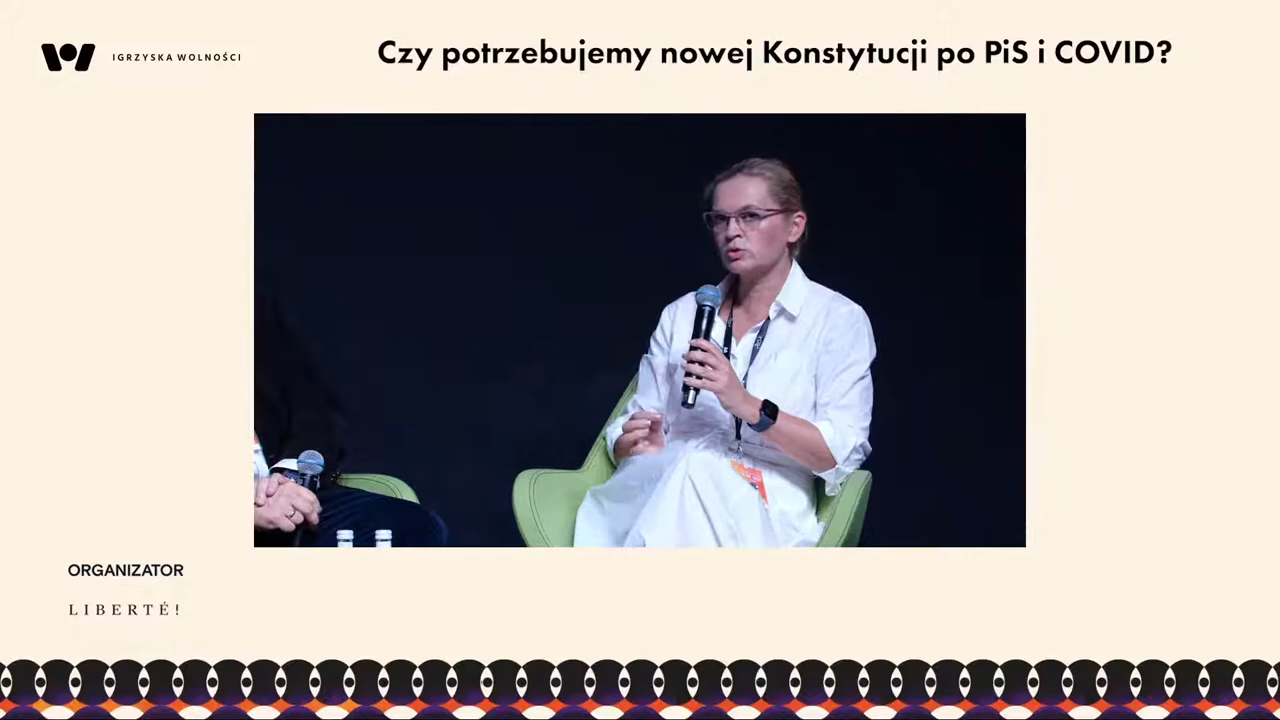 IGRZYSKA WOLNOŚCI
Czy potrzebujemy nowej Konstytucji po PiS i COVID?
ORGANIZATOR
LIBERTÉ!